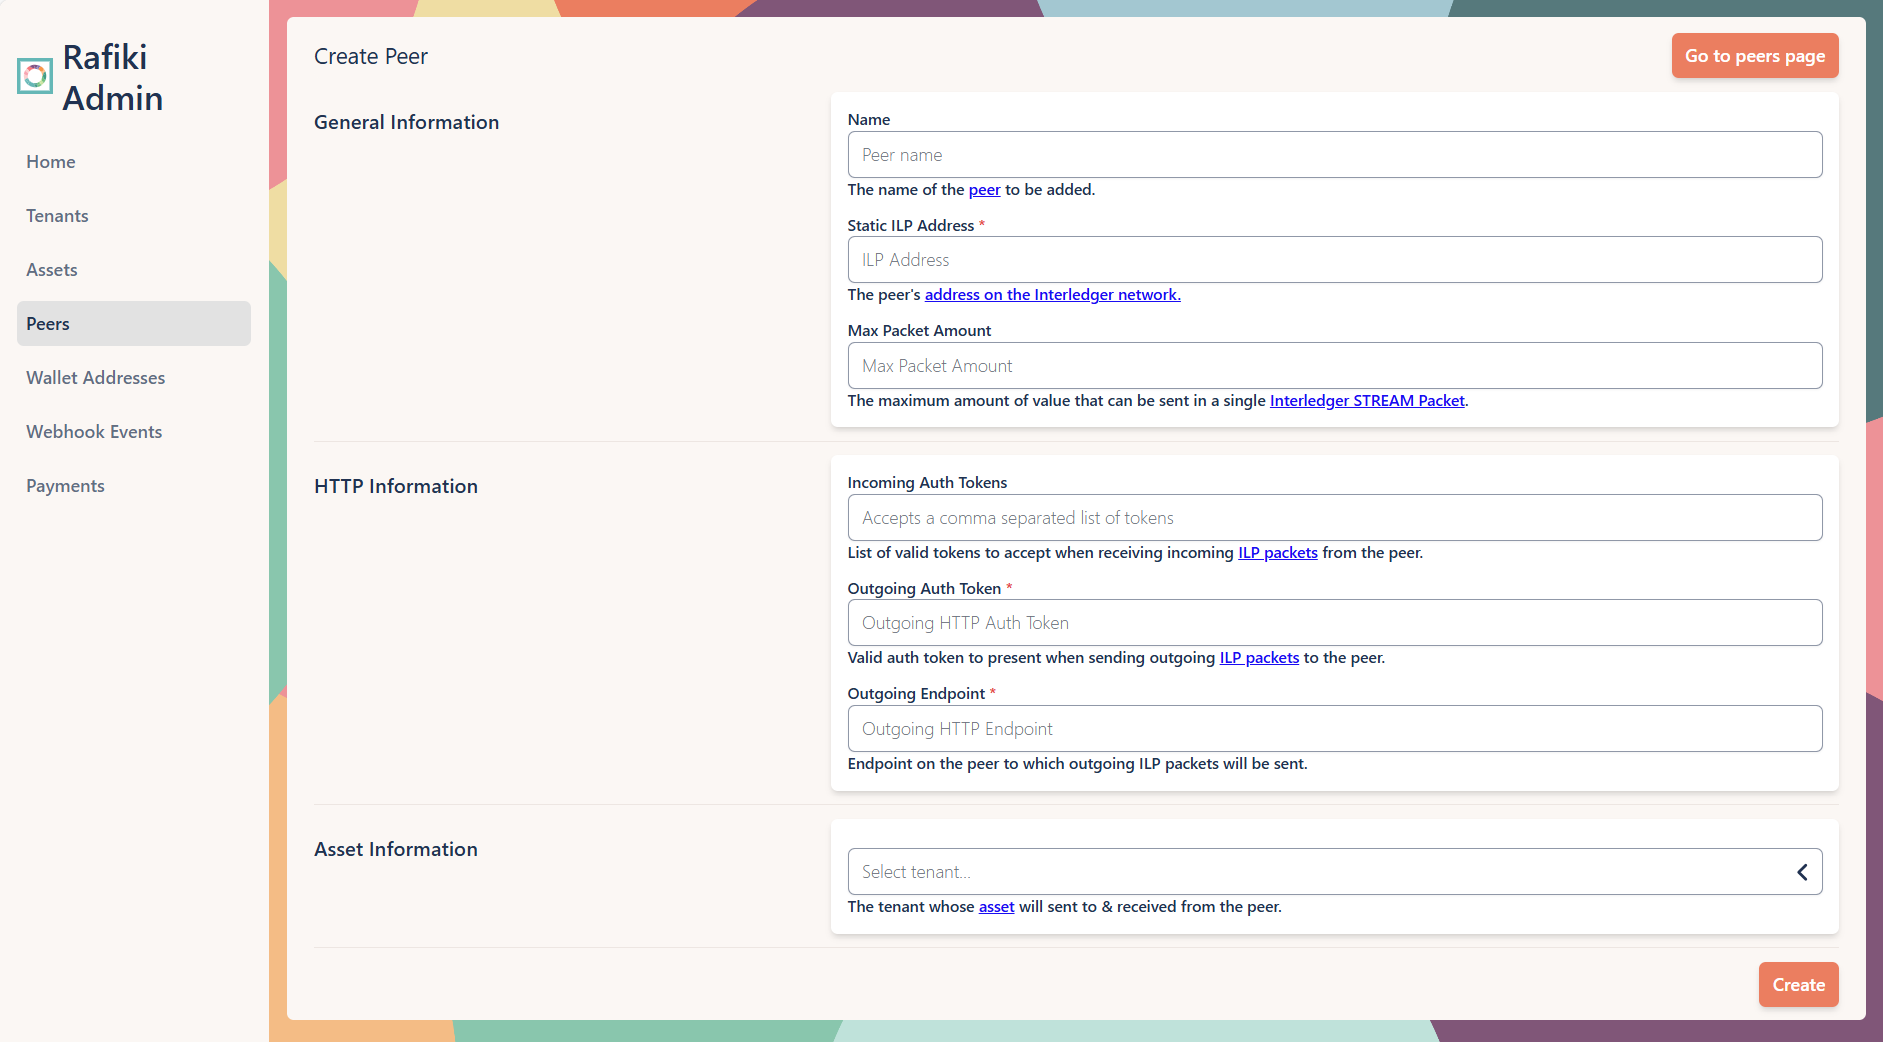 Rafiki
Admin
Home
Tenants
Assets
Peers
Wallet Addresses
Webhook Events
Payments
Create Peer
Go to peers page
General Information
Name
Peer name
The name of the peer to be added.
Static ILP Address *
ILP Address
The peer's address on the Interledger network.
Max Packet Amount
Max Packet Amount
The maximum amount of value that can be sent in a single Interledger STREAM Packet.
HTTP Information
Incoming Auth Tokens
Accepts a comma separated list of tokens
List of valid tokens to accept when receiving incoming ILP packets from the peer.
Outgoing Auth Token *
Outgoing HTTP Auth Token
Valid auth token to present when sending outgoing ILP packets to the peer.
Outgoing Endpoint *
Outgoing HTTP Endpoint
Endpoint on the peer to which outgoing ILP packets will be sent.
Asset Information
Select tenant...
The tenant whose asset will sent to & received from the peer.
Create